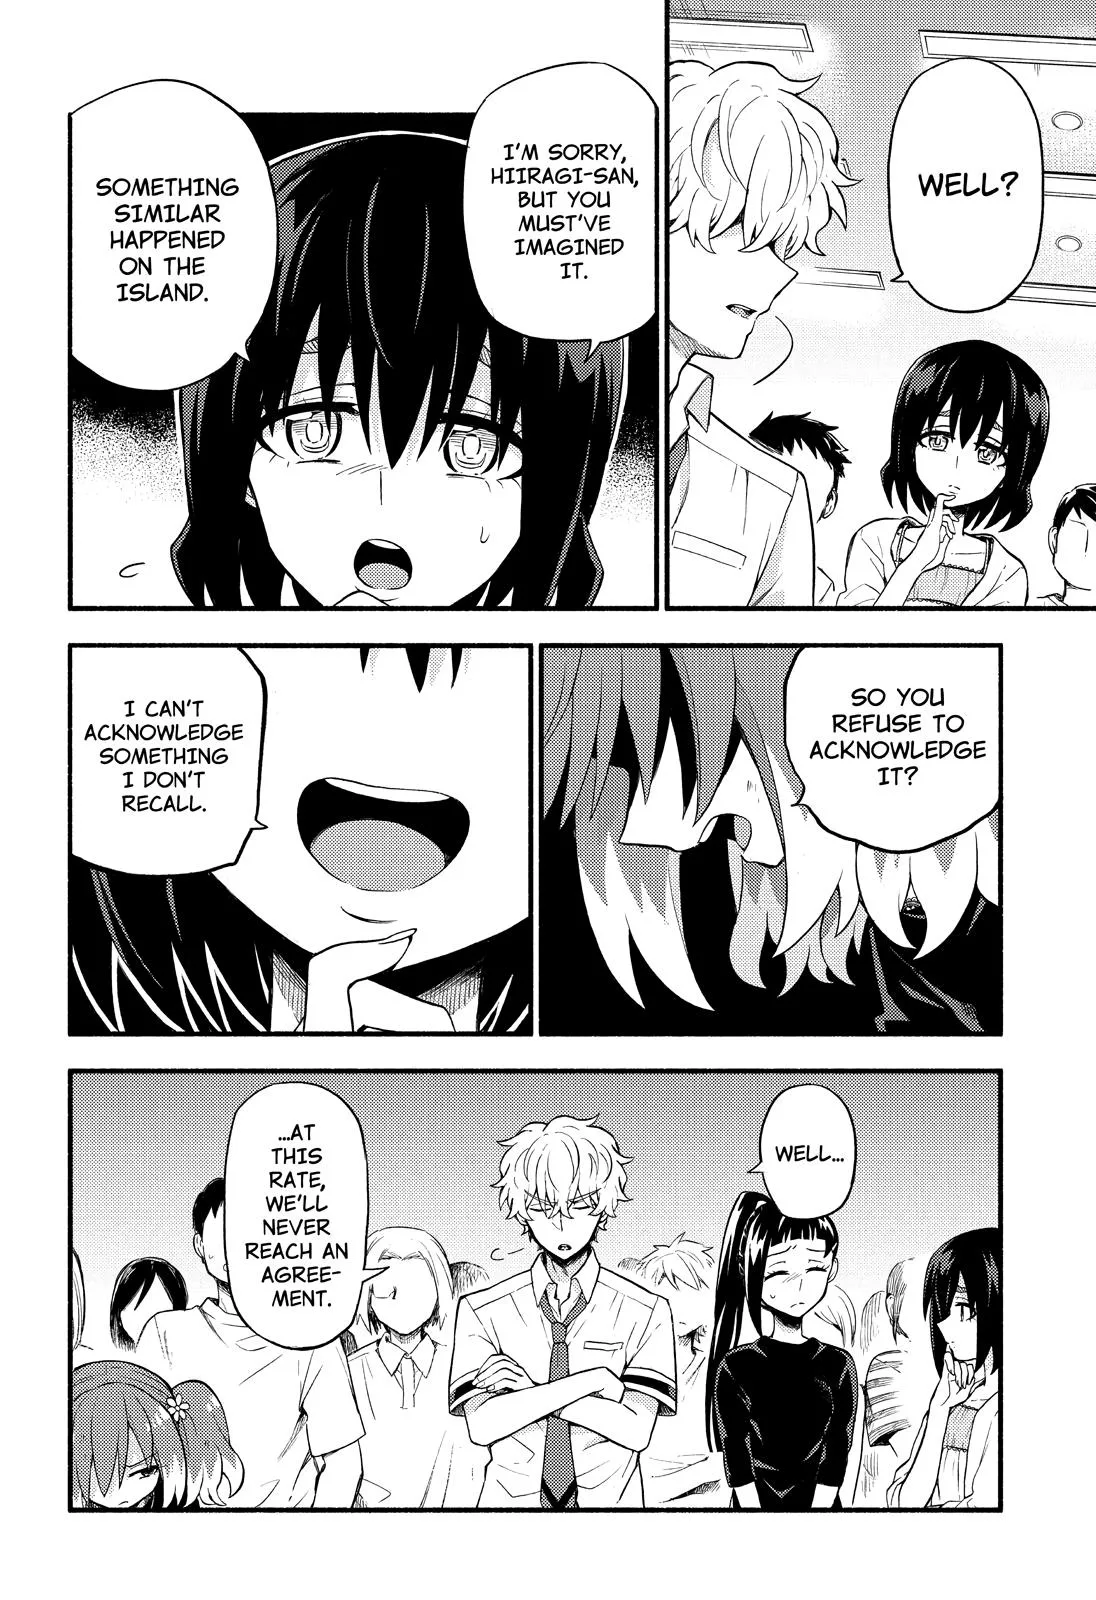 WELL?
I'M SORRY,
HIIRAGI-SAN,
BUT YOU
MUST'VE
IMAGINED
IT.
SOMETHING
SIMILAR
HAPPENED
ON THE
ISLAND.
SO YOU
REFUSE TO
ACKNOWLEDGE
IT?
I CAN'T
ACKNOWLEDGE
SOMETHING
I DON'T
RECALL.
WELL...
...AT
THIS
RATE,
WE'LL
NEVER
REACH AN
AGREE-
MENT.